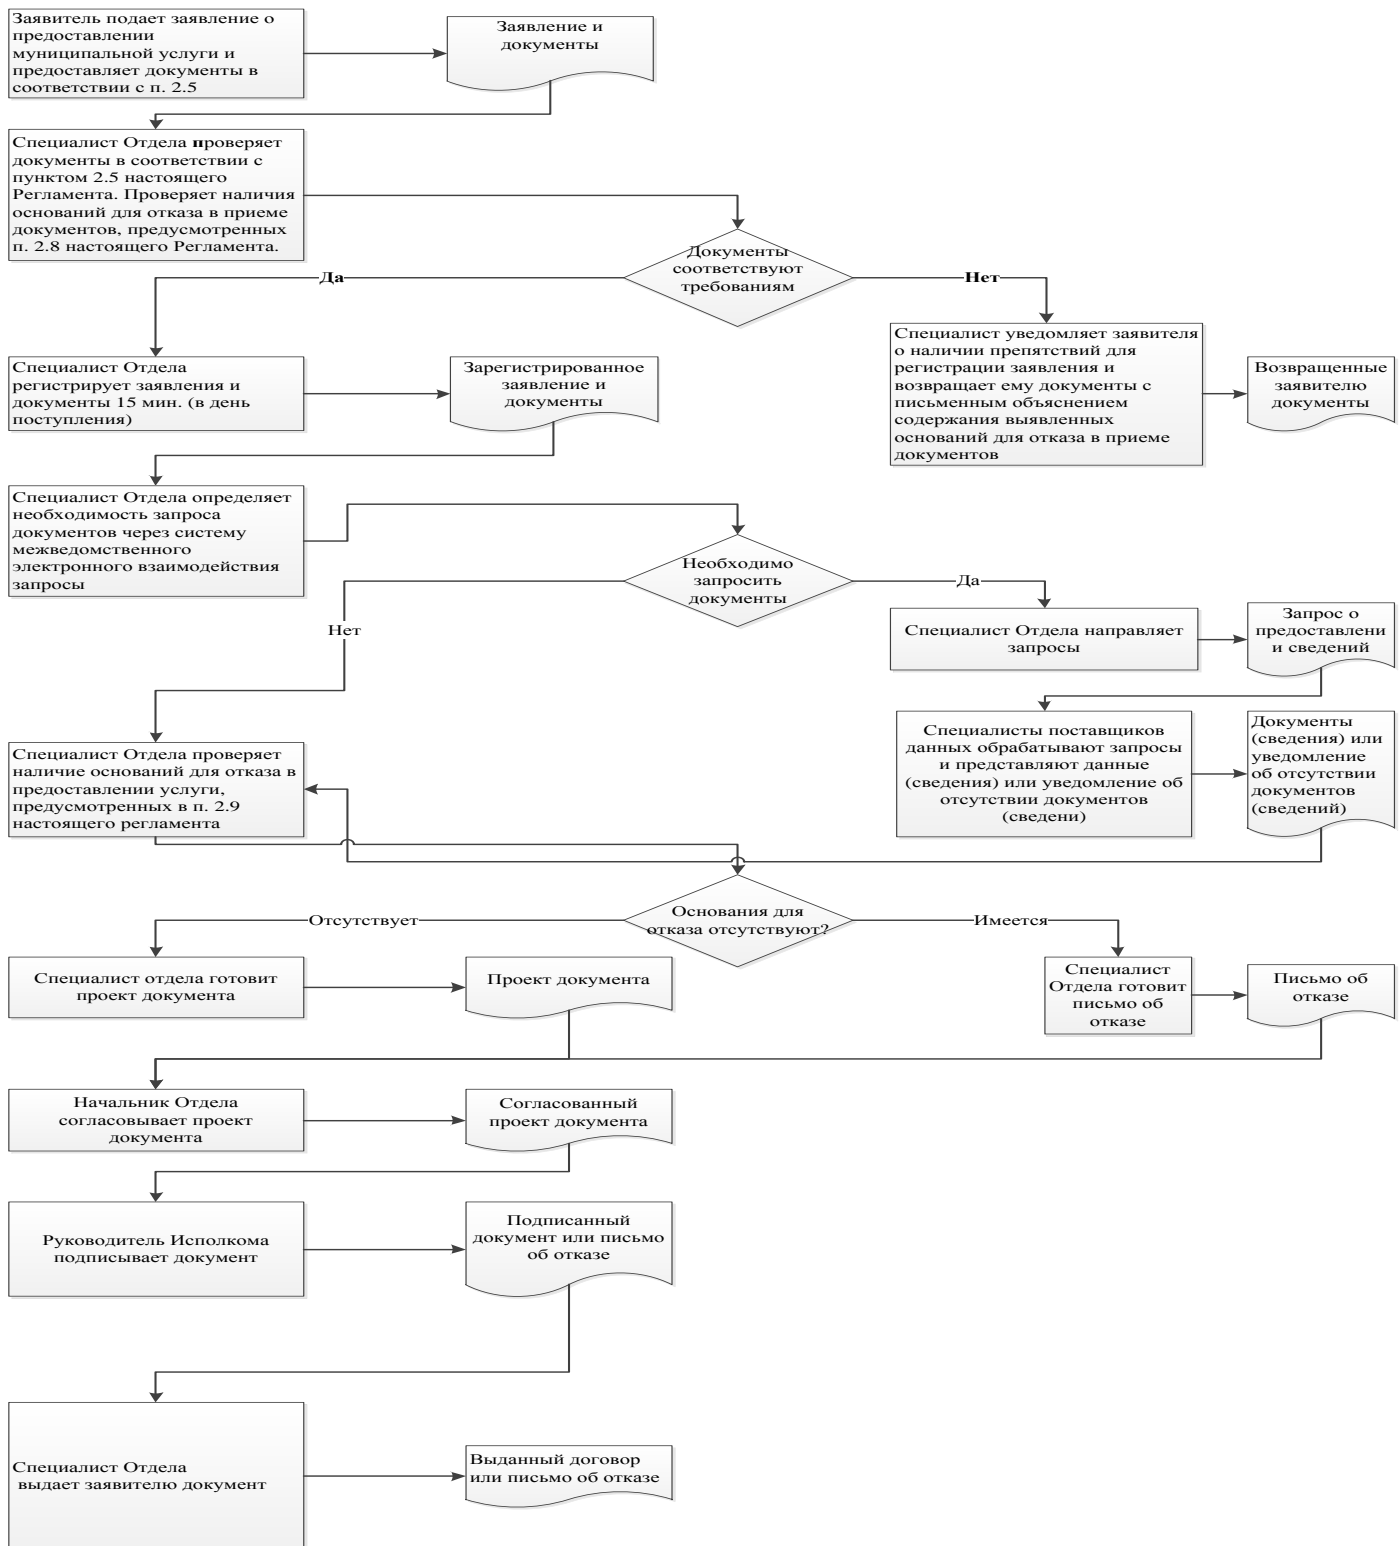 Заявитель подает заявление о
предоставлении
муниципальной услуги и
предоставляет документы в
соответствии с п. 2.5
Заявление и
документы
Специалист Отдела проверяет
документы в соответствии с
пунктом 2.5 настоящего
Регламента. Проверяет наличия
оснований для отказа в приеме
документов, предусмотренных
п. 2.8 настоящего Регламента.
Документы
соответствуют
требованиям
Да
Нет
Специалист Отдела
регистрирует заявления и
документы 15 мин. (в день
поступления)
Зарегистрированное
заявление и
документы
Специалист уведомляет заявителя
о наличии препятствий для
регистрации заявления и
возвращает ему документы с
письменным объяснением
содержания выявленных
оснований для отказа в приеме
документов
Возвращенные
заявителю
документы
Специалист Отдела определяет
необходимость запроса
документов через систему
межведомственного
электронного взаимодействия
запросы
Необходимо
запросить
документы
Да
Нет
Специалист Отдела направляет
запросы
Запрос о
предоставлени
и сведений
Специалист Отдела проверяет
наличие оснований для отказа в
предоставлении услуги,
предусмотренных в п. 2.9
настоящего регламента
Специалисты поставщиков
данных обрабатывают запросы
и представляют данные
(сведения) или уведомление об
отсутствии документов
(сведени)
Документы
(сведения) или
уведомление
об отсутствии
документов
(сведений)
Основания для
отказа отсутствуют?
Отсутствует
Имеется
Специалист отдела готовит
проект документа
Проект документа
Специалист
Отдела готовит
письмо об
отказе
Письмо об
отказе
Начальник Отдела
согласовывает проект
документа
Согласованный
проект документа
Руководитель Исполкома
подписывает документ
Подписанный
документ или письмо
об отказе
Специалист Отдела
выдает заявителю документ
Выданный договор
или письмо об отказе